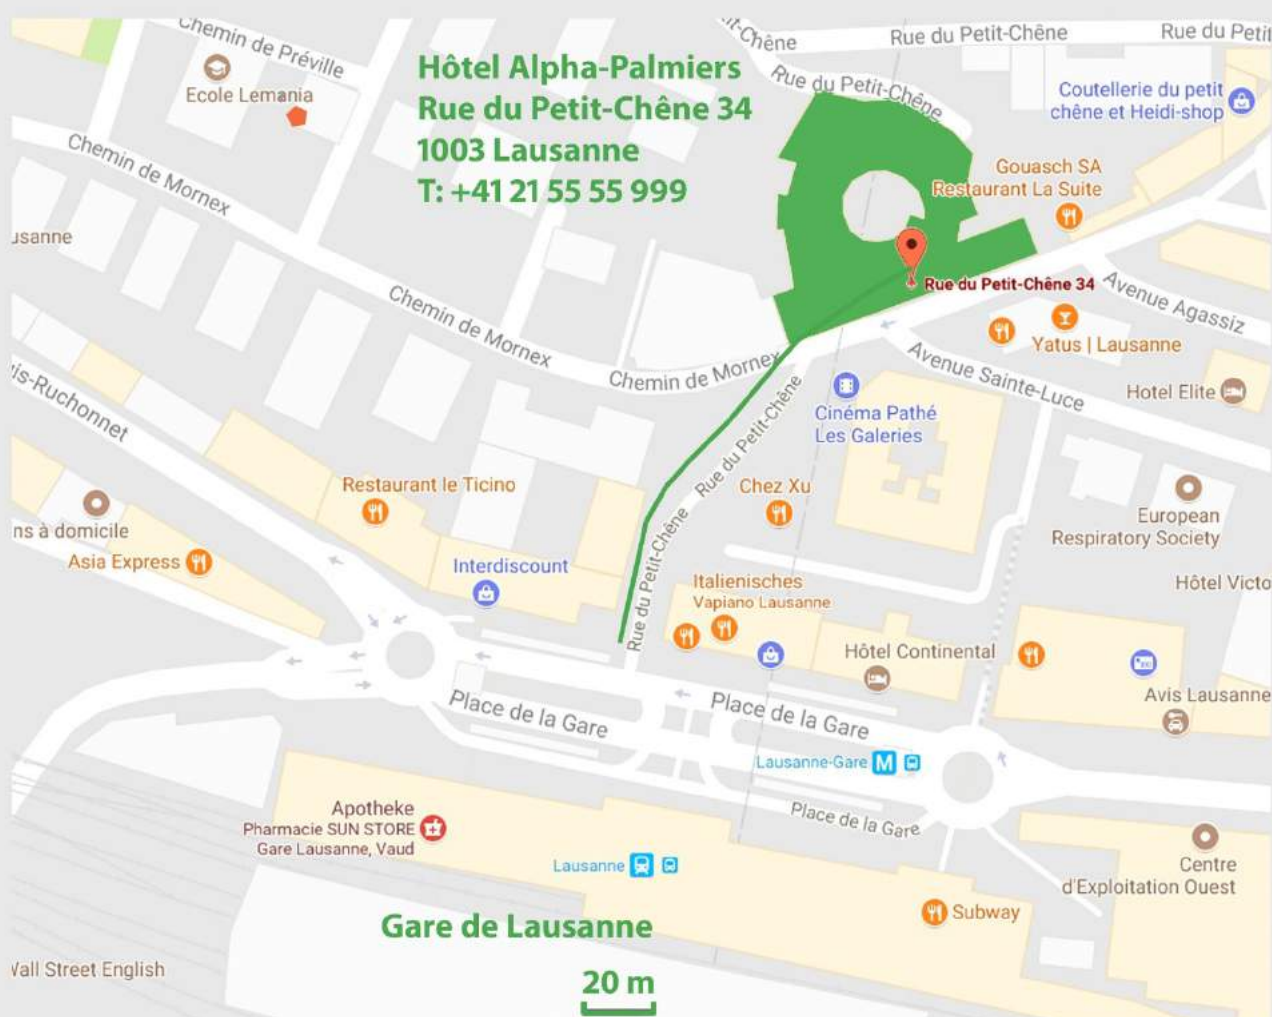 Chemin de Préville
Ecole Lemania
Hôtel Alpha-Palmiers
Rue du Petit-Chêne 34
1003 Lausanne
T: +41 21 55 55 999
it-Chêne
Rue du Petit-Chêne
Rue du Petit
Rue du Petit-Chêne
Coutellerie du petit
chêne et Heidi-shop
Chemin de Mornex
Gouasch SA
Restaurant La Suite
usanne
Rue du Petit-Chêne 34
Avenue Agassiz
Chemin de Mornex
Yatus | Lausanne
Chemin de Mornex
Avenue Sainte-Luce
Hotel Elite
is-Ruchonnet
Cinéma Pathé
Les Galeries
Rue du Petit-Chêne
Restaurant le Ticino
Chez Xu
ns à domicile
European
Respiratory Society
Asia Express
Interdiscount
Rue du Petit-Chêne
Italienisches
Vapiano Lausanne
Hôtel Victo
Hôtel Continental
Avis Lausanne
Place de la Gare
Place de la Gare
Lausanne-Gare M
Place de la Gare
Apotheke
Pharmacie SUN STORE
Gare Lausanne, Vaud
Lausanne
Centre
d'Exploitation Ouest
Subway
Gare de Lausanne
Wall Street English
20 m